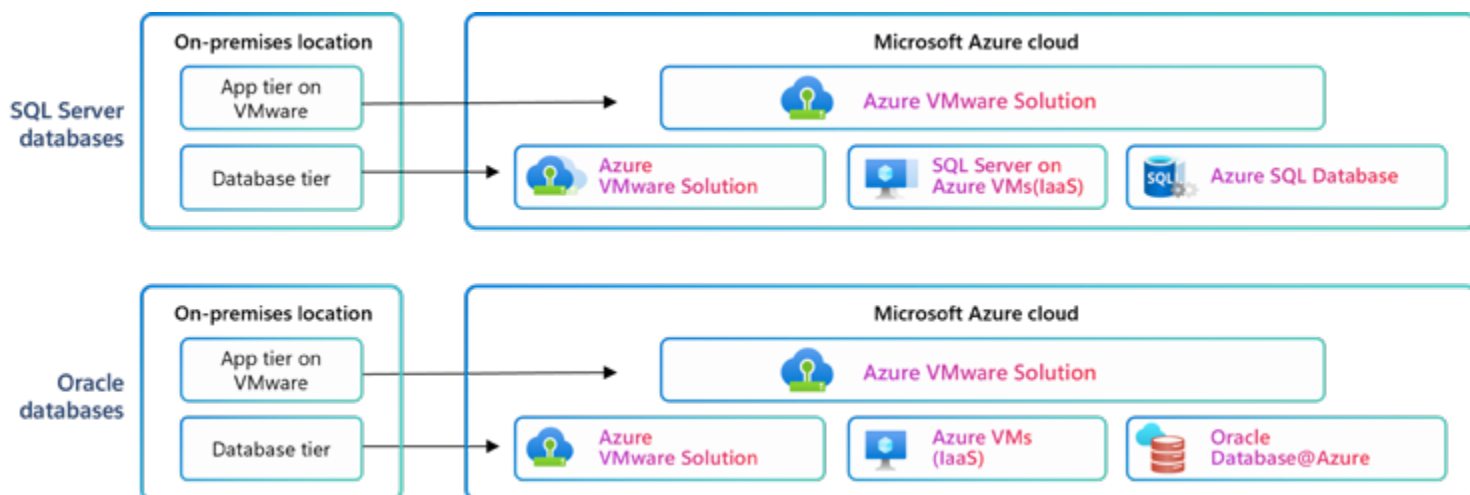 On-premises location
Microsoft Azure cloud
SQL Server
databases
App tier on
VMware
Azure VMware Solution
Database tier
Azure
VMware Solution
SQL Server on
Azure VMs(IaaS)
SQL
Azure SQL Database
On-premises location
Microsoft Azure cloud
Oracle
databases
App tier on
VMware
Azure VMware Solution
Database tier
Azure
VMware Solution
Azure VMs
(IaaS)
Oracle
Database@Azure